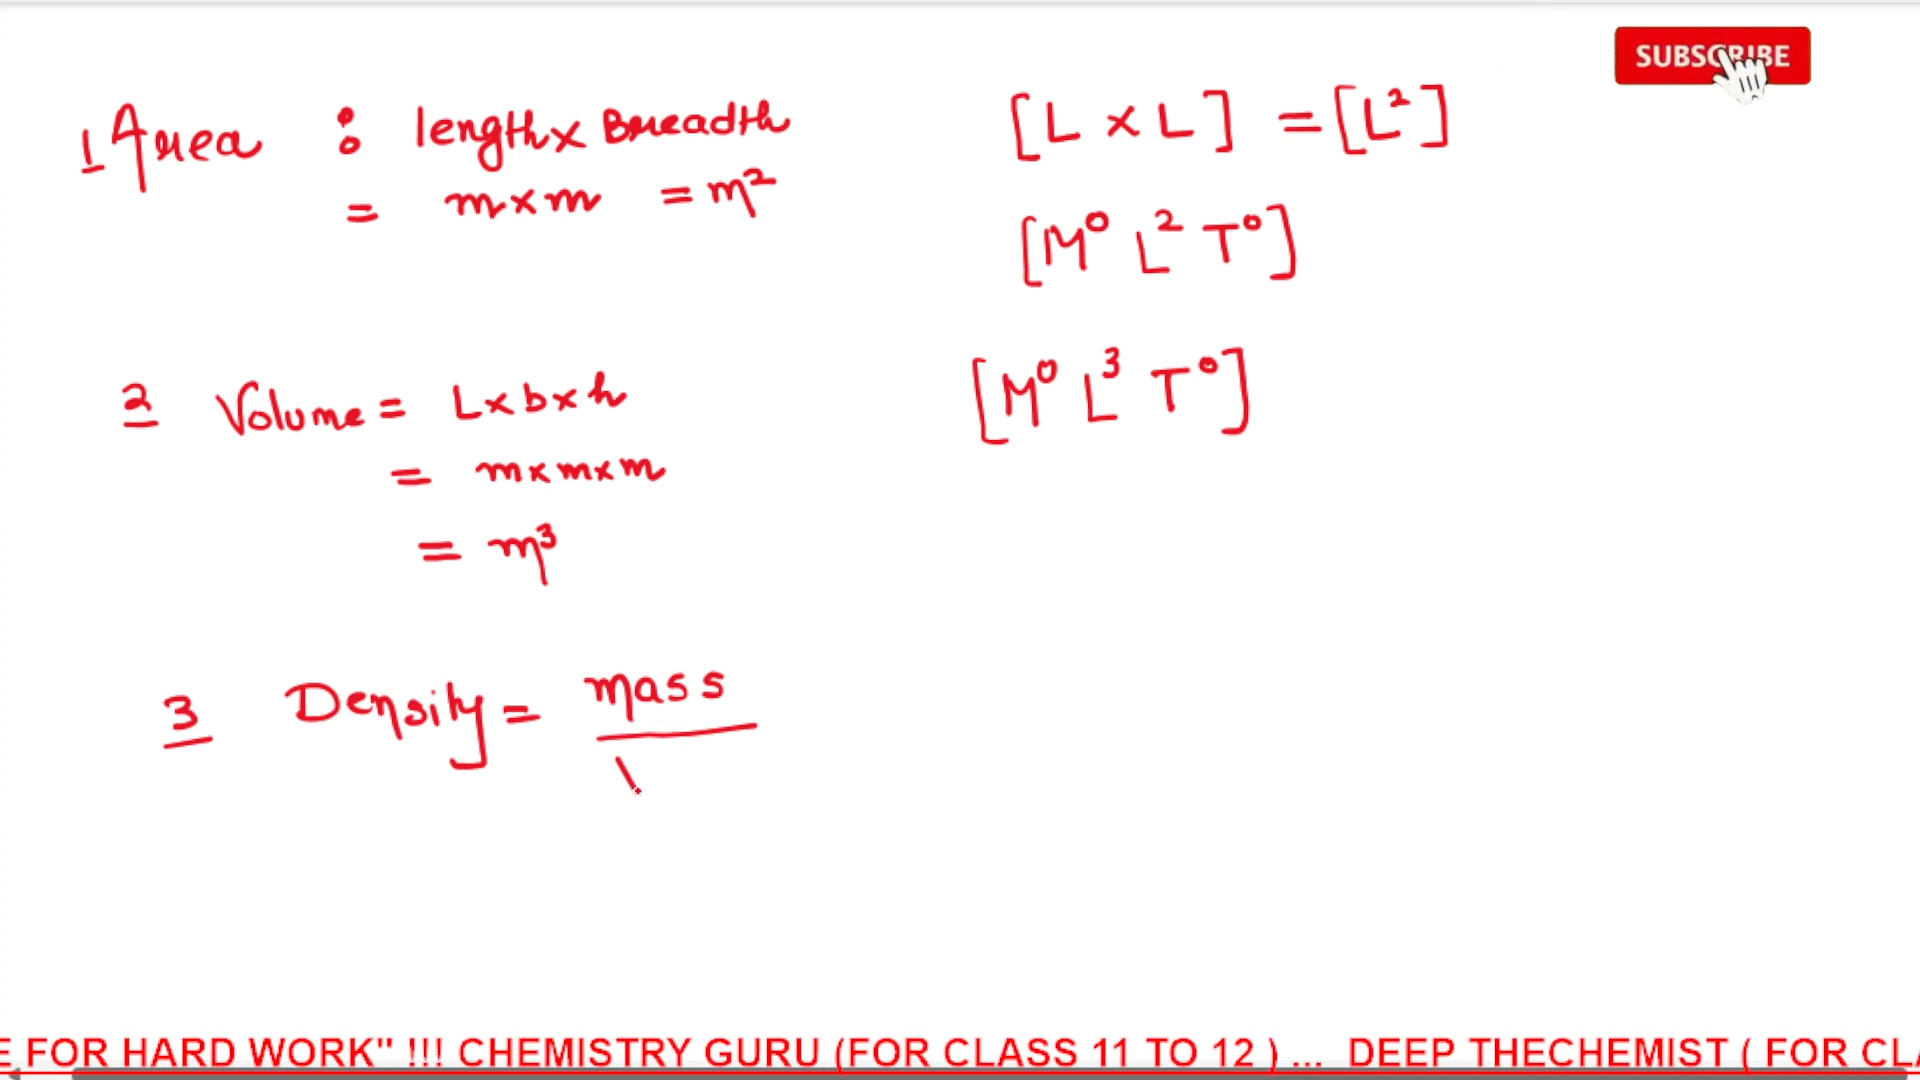 SUBSCRIBE
1 Area : length x Breadth [L x L] = [L²]
= m x m = m²
[M⁰ L² T⁰]
2 Volume = L x b x h [M⁰ L³ T⁰]
= m x m x m
= m³
3 Density = mass
E FOR HARD WORK" !!! CHEMISTRY GURU (FOR CLASS 11 TO 12 ) ... DEEP THECHEMIST ( FOR CLA